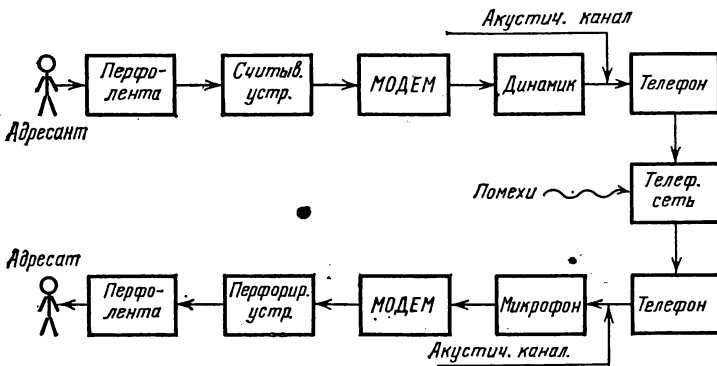 Акустич. канал
Перфо-
лента
Считыв.
устр.
МОДЕМ
Динамик
Телефон
Адресант
Помехи
Телеф.
сеть
Адресат
Перфо-
лента
Перфорир.
устр.
МОДЕМ
Микрофон
Телефон
Акустич. канал.